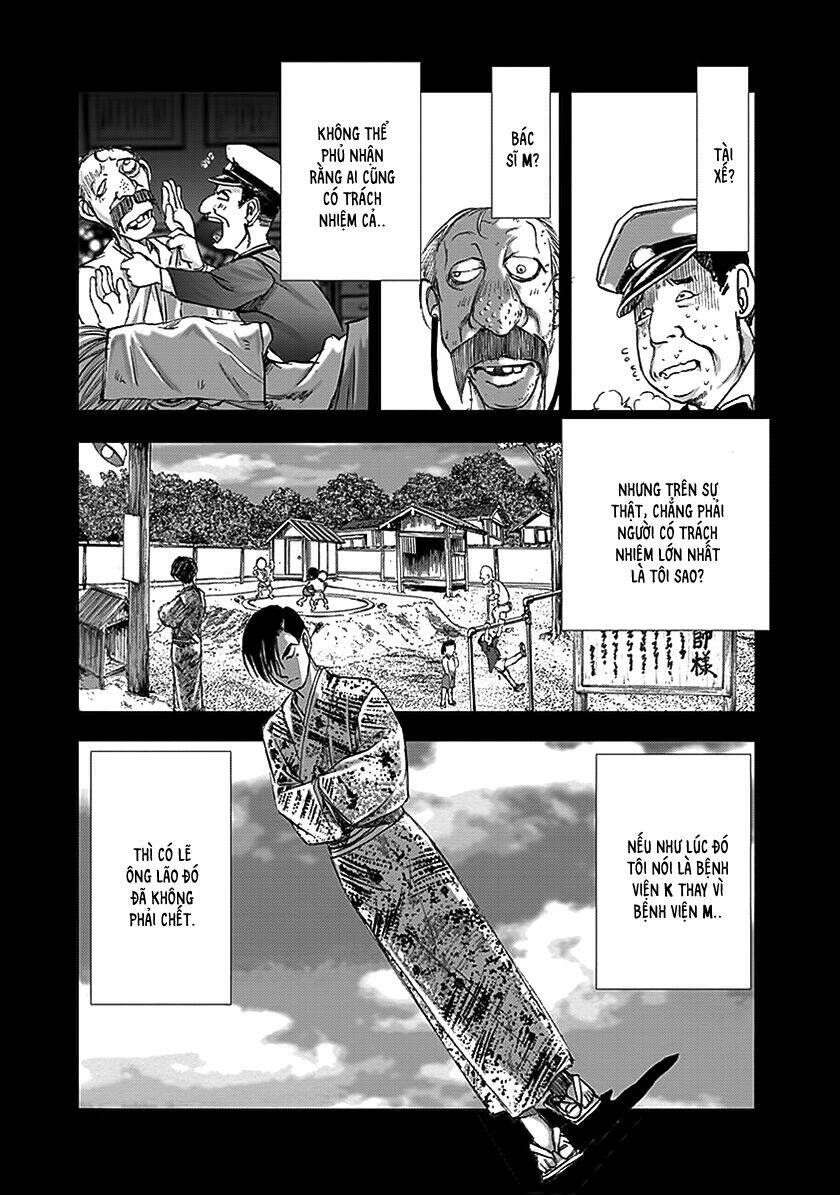 TÀI
XẾ?
BÁC
SĨ M?
KHÔNG THỂ
PHỦ NHẬN
RẰNG AI CŨNG
CÓ TRÁCH
NHIỆM CẢ..
NHƯNG TRÊN SỰ
THẬT, CHẲNG PHẢI
NGƯỜI CÓ TRÁCH
NHIỆM LỚN NHẤT
LÀ TÔI SAO?
師様
NẾU NHƯ LÚC ĐÓ
TÔI NÓI LÀ BỆNH
VIỆN K THAY VÌ
BỆNH VIỆN M..
THÌ CÓ LẼ
ÔNG LÃO ĐÓ
ĐÃ KHÔNG
PHẢI CHẾT.